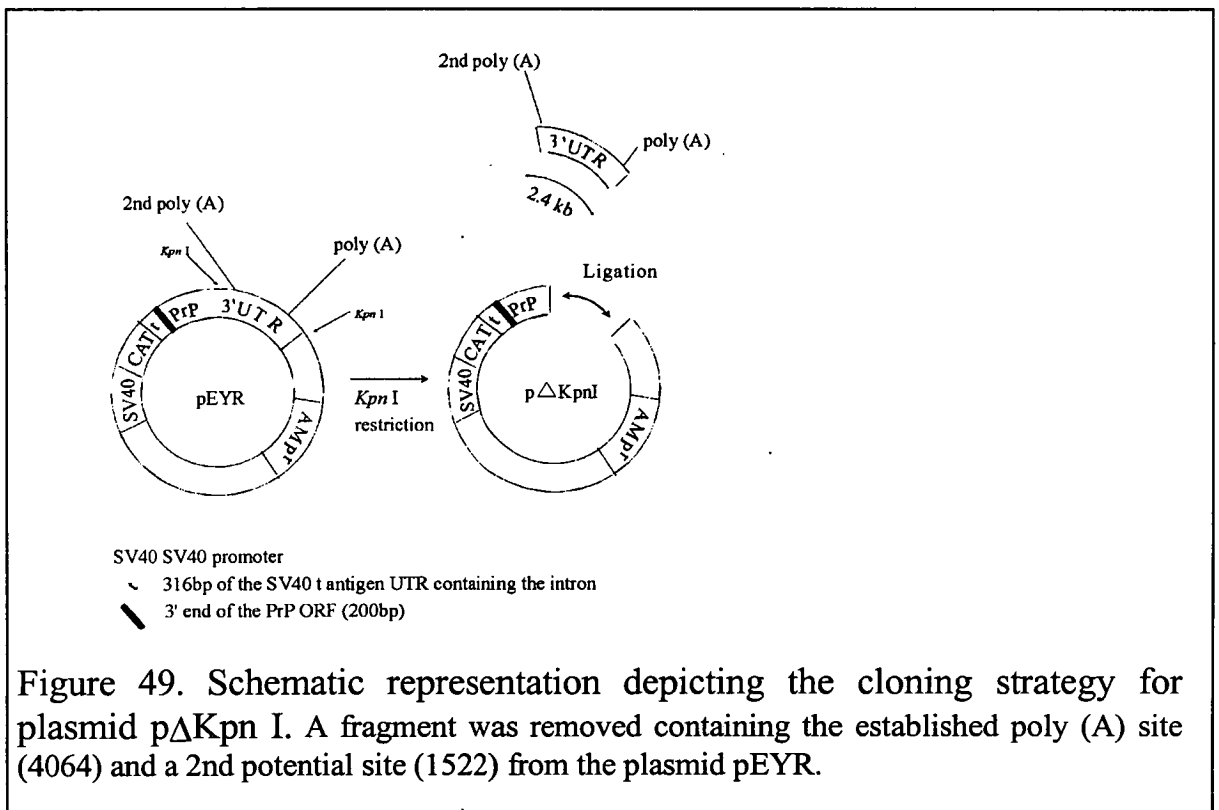 2nd poly (A)
3'UTR
poly (A)
2.4 kb
2nd poly (A)
Kpn I
poly (A)
Kpn I
SV40
CAT
t
PrP
3'UTR
pEYR
AMpr
Kpn I
restriction
Ligation
SV40
CAT
t
PrP
p△KpnI
AMpr
SV40 SV40 promoter
t 316bp of the SV40 t antigen UTR containing the intron
3' end of the PrP ORF (200bp)
Figure 49. Schematic representation depicting the cloning strategy for
plasmid p△Kpn I. A fragment was removed containing the established poly (A) site
(4064) and a 2nd potential site (1522) from the plasmid pEYR.